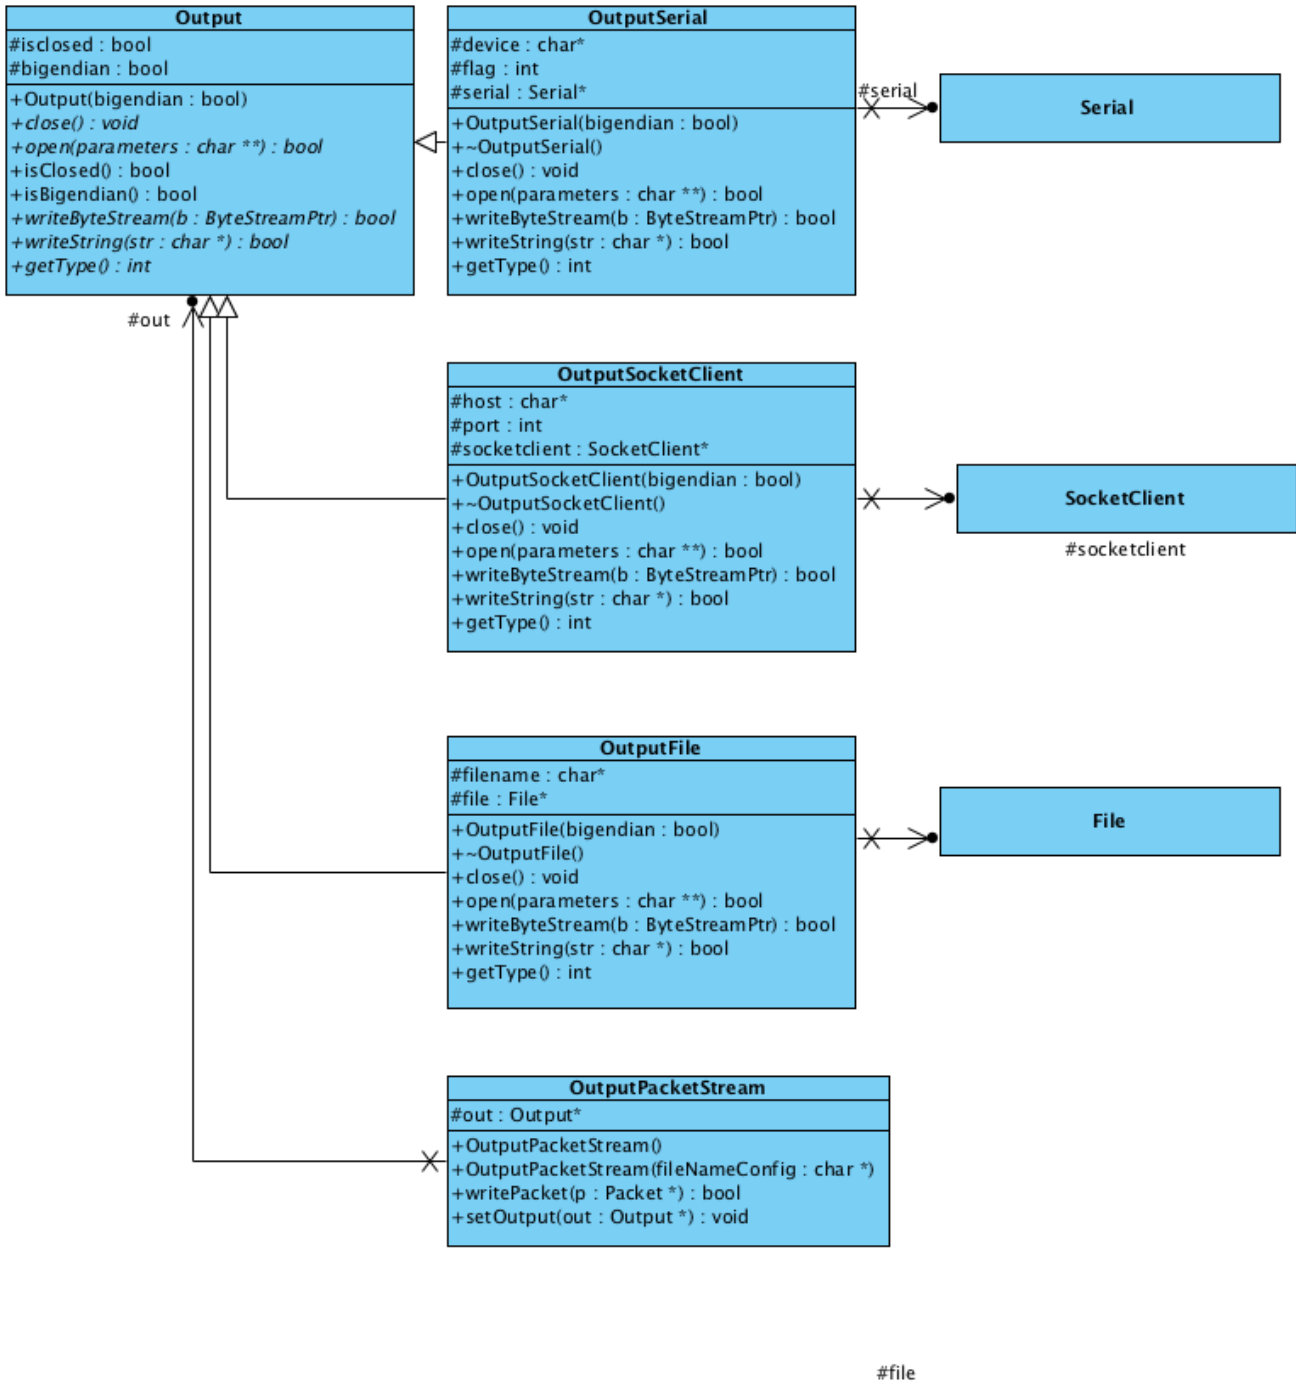 Output
#isclosed : bool
#bigendian : bool
+Output(bigendian : bool)
+close() : void
+open(parameters : char **) : bool
+isClosed() : bool
+isBigendian() : bool
+writeByteStream(b : ByteStreamPtr) : bool
+writeString(str : char *) : bool
+getType() : int
#out
OutputSerial
#device : char*
#flag : int
#serial : Serial*
+OutputSerial(bigendian : bool)
+~OutputSerial()
+close() : void
+open(parameters : char **) : bool
+writeByteStream(b : ByteStreamPtr) : bool
+writeString(str : char *) : bool
+getType() : int
#serial
Serial
OutputSocketClient
#host : char*
#port : int
#socketclient : SocketClient*
+OutputSocketClient(bigendian : bool)
+~OutputSocketClient()
+close() : void
+open(parameters : char **) : bool
+writeByteStream(b : ByteStreamPtr) : bool
+writeString(str : char *) : bool
+getType() : int
SocketClient
#socketclient
OutputFile
#filename : char*
#file : File*
+OutputFile(bigendian : bool)
+~OutputFile()
+close() : void
+open(parameters : char **) : bool
+writeByteStream(b : ByteStreamPtr) : bool
+writeString(str : char *) : bool
+getType() : int
File
OutputPacketStream
#out : Output*
+OutputPacketStream()
+OutputPacketStream(fileNameConfig : char *)
+writePacket(p : Packet *) : bool
+setOutput(out : Output *) : void
#file